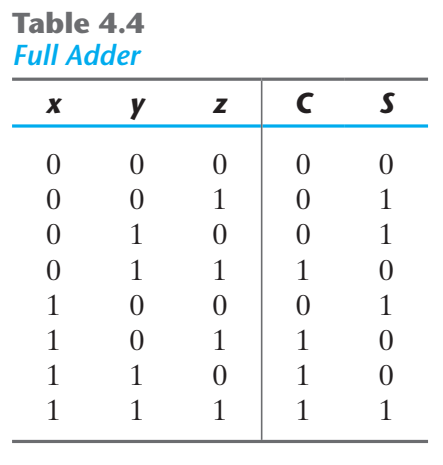 Table 4.4
Full Adder
x y z C S
0 0 0 0 0
0 0 1 0 1
0 1 0 0 1
0 1 1 1 0
1 0 0 0 1
1 0 1 1 0
1 1 0 1 0
1 1 1 1 1